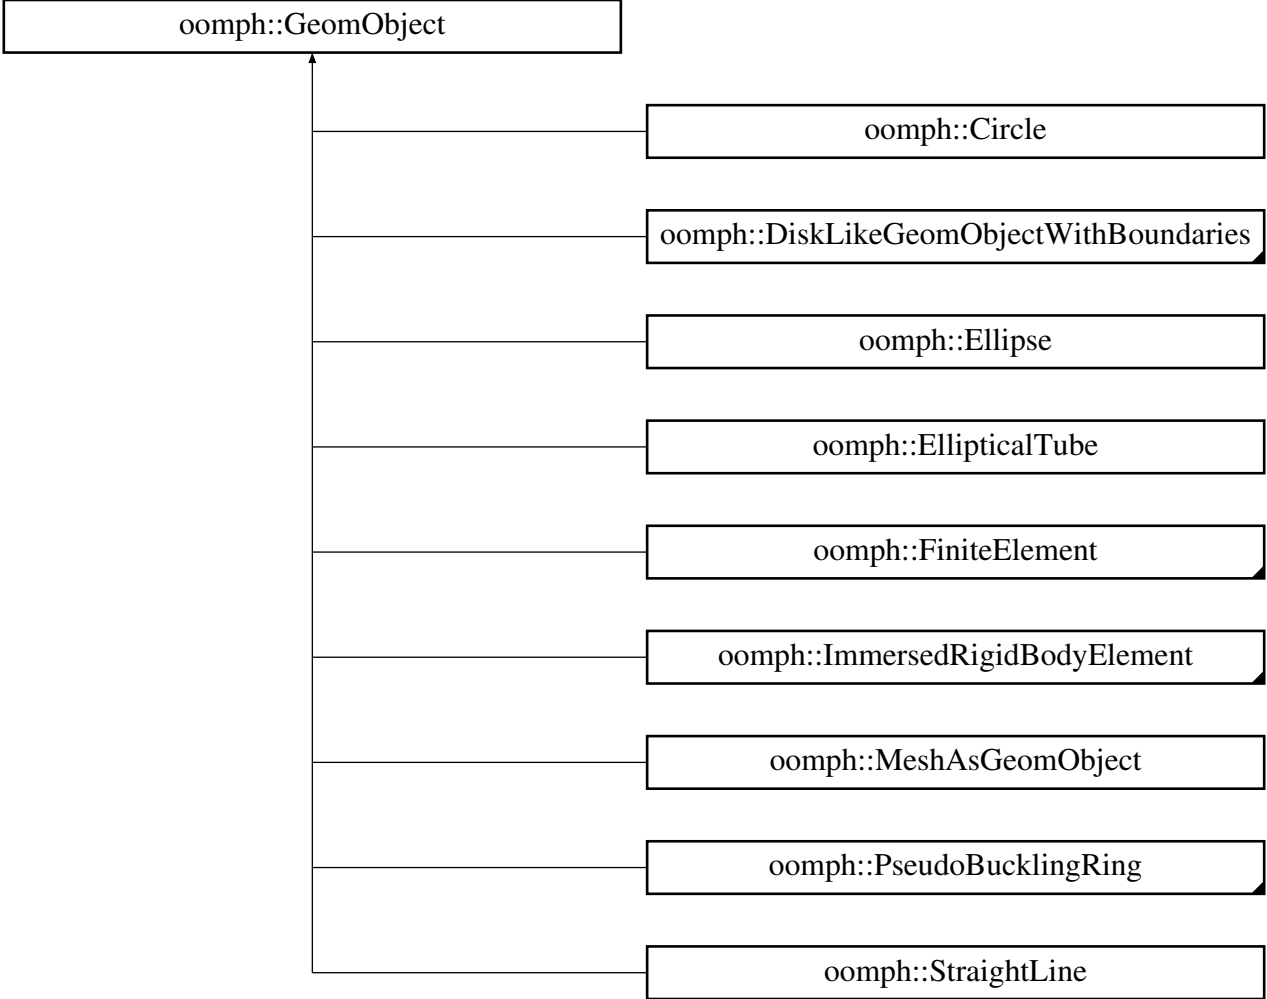 oomph::GeomObject
oomph::Circle
oomph::DiskLikeGeomObjectWithBoundaries
oomph::Ellipse
oomph::EllipticalTube
oomph::FiniteElement
oomph::ImmersedRigidBodyElement
oomph::MeshAsGeomObject
oomph::PseudoBucklingRing
oomph::StraightLine